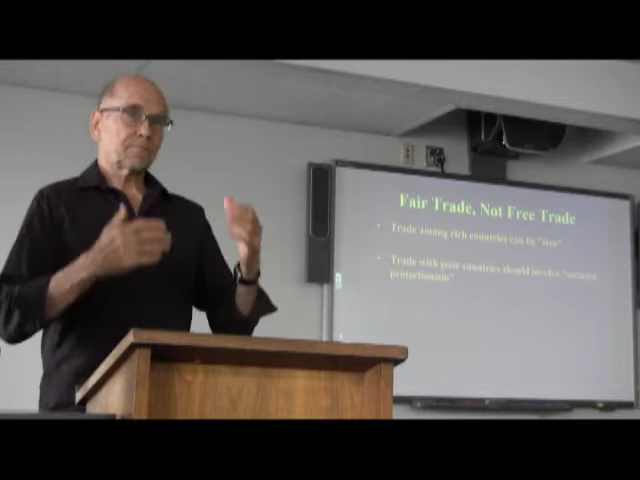 Fair Trade, Not Free Trade
• Trade among rich countries can be "free"
• Trade with poor countries should involve "socialist
protectionism"